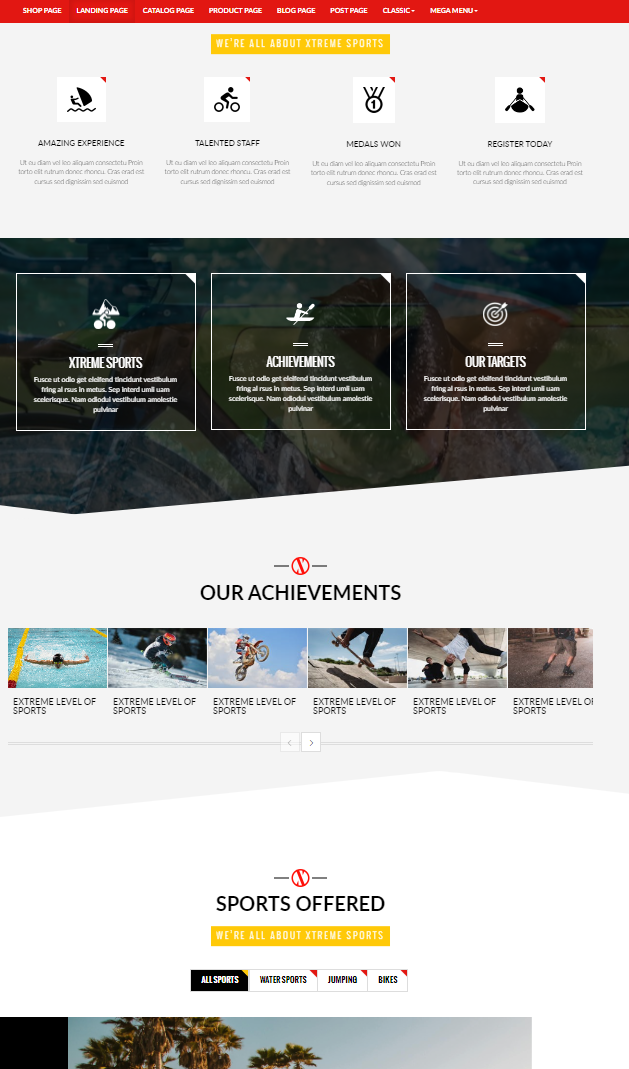 SHOP PAGE LANDING PAGE CATALOG PAGE PRODUCT PAGE BLOG PAGE POST PAGE CLASSIC MEGA MENU
WE'RE ALL ABOUT XTREME SPORTS
AMAZING EXPERIENCE
Ut eu diam vel leo aliquam consectetu Proin
torto elit rutrum donec rhoncu. Cras erad est
cursus sed dignissim sed euismod
TALENTED STAFF
Ut eu diam vel leo aliquam consectetu Proin
torto elit rutrum donec rhoncu. Cras erad est
cursus sed dignissim sed euismod
MEDALS WON
Ut eu diam vel leo aliquam consectetu Proin
torto elit rutrum donec rhoncu. Cras erad est
cursus sed dignissim sed euismod
REGISTER TODAY
Ut eu diam vel leo aliquam consectetu Proin
torto elit rutrum donec rhoncu. Cras erad est
cursus sed dignissim sed euismod
XTREME SPORTS
Fusce ut odio get eleifend tincidunt vestibulum
fring al rsus in metus. Sep interd umli uam
scelerisque. Nam odiodui vestibulum amolestie
pulvinar
ACHIEVEMENTS
Fusce ut odio get eleifend tincidunt vestibulum
fring al rsus in metus. Sep interd umli uam
scelerisque. Nam odiodui vestibulum amolestie
pulvinar
OUR TARGETS
Fusce ut odio get eleifend tincidunt vestibulum
fring al rsus in metus. Sep interd umli uam
scelerisque. Nam odiodui vestibulum amolestie
pulvinar
OUR ACHIEVEMENTS
EXTREME LEVEL OF
SPORTS
EXTREME LEVEL OF
SPORTS
EXTREME LEVEL OF
SPORTS
EXTREME LEVEL OF
SPORTS
EXTREME LEVEL OF
SPORTS
EXTREME LEVEL OF
SPORTS
SPORTS OFFERED
WE'RE ALL ABOUT XTREME SPORTS
ALL SPORTS WATER SPORTS JUMPING BIKES